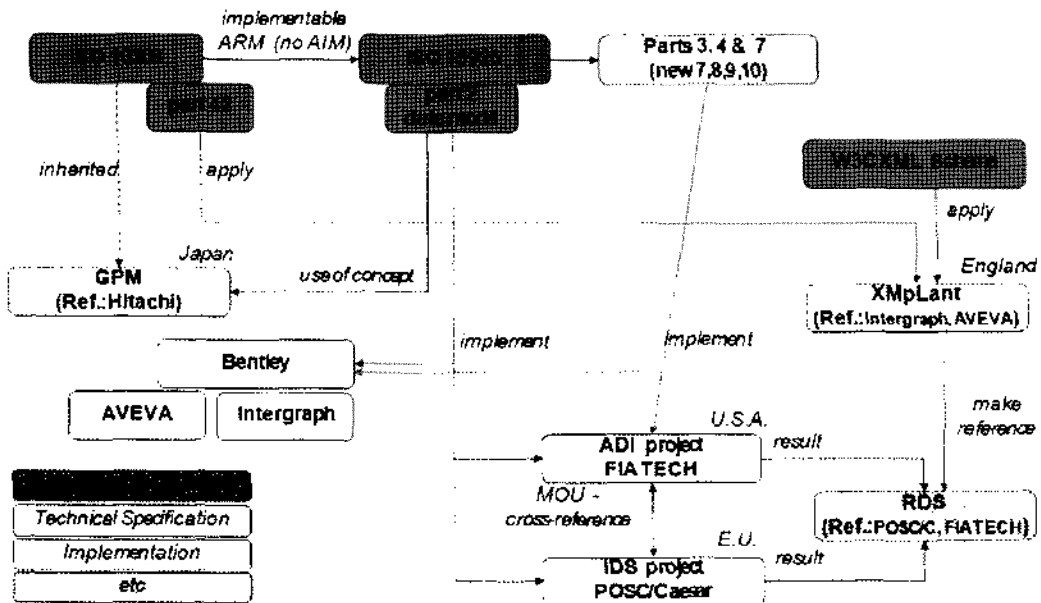 implementable
ARM (no AIM)
Parts 3, 4 & 7
(new 7,8,9,10)
inherited
apply
W3C XML
apply
Japan
GPM
(Ref.:Hitachi)
use of concept
England
XMpLant
(Ref.:Intergraph, AVEVA)
implement
implement
Bentley
AVEVA
Intergraph
make
reference
U.S.A.
ADI project
FIATECH
result
MOU -
cross-reference
RDS
(Ref.:POSC/C, FIATECH)
E.U.
IDS project
POSC/Caesar
result
Technical Specification
Implementation
etc